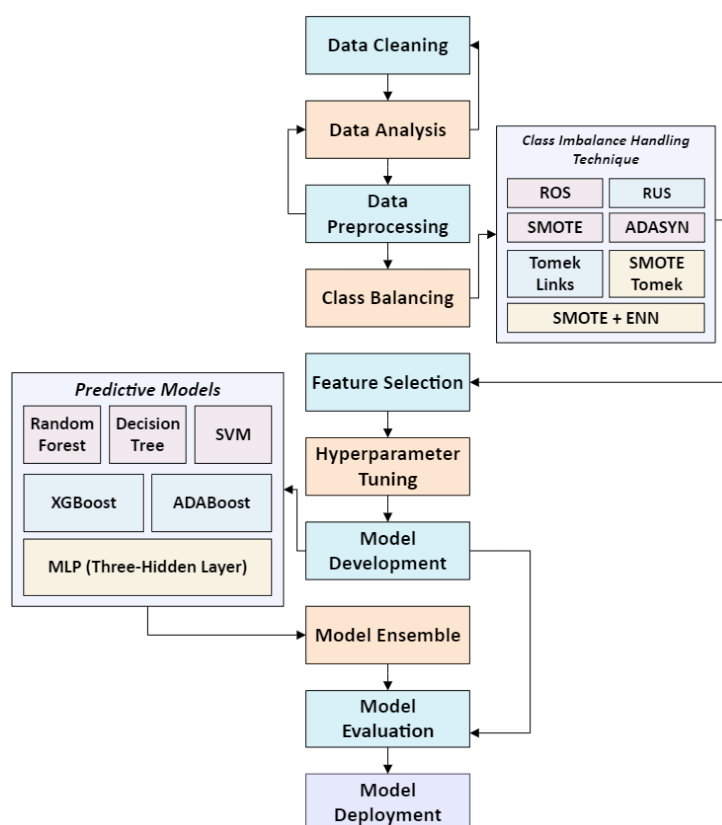 Data Cleaning
Data Analysis
Data
Preprocessing
Class Balancing
Class Imbalance Handling
Technique
ROS
RUS
SMOTE
ADASYN
Tomek
Links
SMOTE
Tomek
SMOTE + ENN
Feature Selection
Hyperparameter
Tuning
Model
Development
Predictive Models
Random
Forest
Decision
Tree
SVM
XGBoost
ADABoost
MLP (Three-Hidden Layer)
Model Ensemble
Model
Evaluation
Model
Deployment